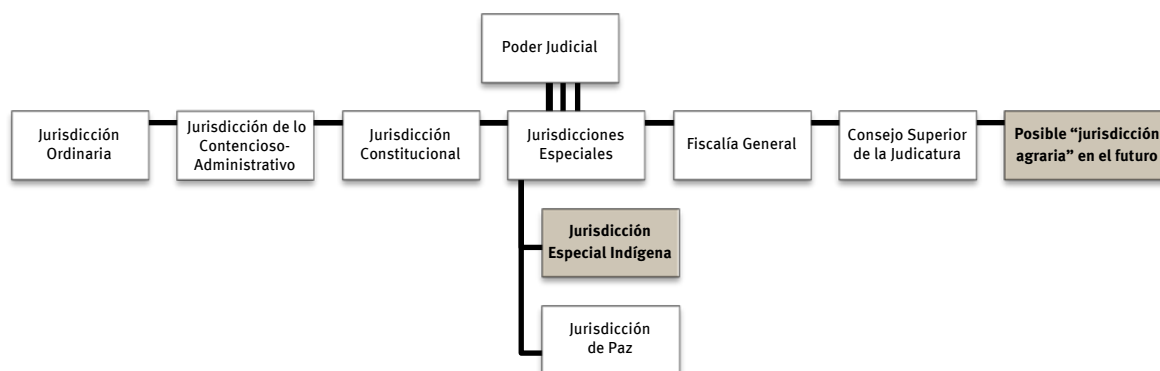 Poder Judicial
Jurisdicción
Ordinaria
Jurisdicción de lo
Contencioso-
Administrativo
Jurisdicción
Constitucional
Jurisdicciones
Especiales
Fiscalía General
Consejo Superior
de la Judicatura
Posible “jurisdicción
agraria” en el futuro
Jurisdicción
Especial Indígena
Jurisdicción
de Paz